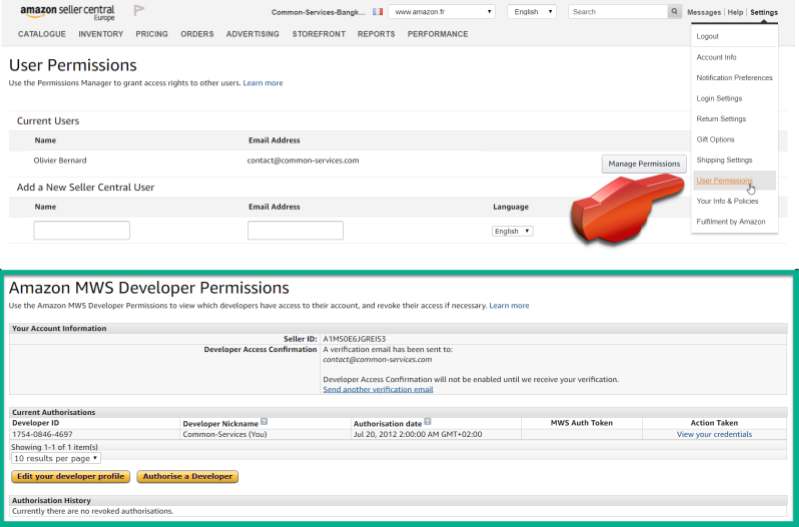 amazon seller central
Europe
Common-Services-Bangk... www.amazon.fr English Search Messages | Help | Settings
CATALOGUE INVENTORY PRICING ORDERS ADVERTISING STOREFRONT REPORTS PERFORMANCE
Logout
Account Info
Notification Preferences
Login Settings
Return Settings
Gift Options
Shipping Settings
User Permissions
Your Info & Policies
Fulfilment by Amazon
User Permissions
Use the Permissions Manager to grant access rights to other users. Learn more
Current Users
Name Email Address
Olivier Bernard contact@common-services.com Manage Permissions
Add a New Seller Central User
Name Email Address Language
English
Amazon MWS Developer Permissions
Use the Amazon MWS Developer Permissions to view which developers have access to their account, and revoke their access if necessary. Learn more
Your Account Information
Seller ID: A1MS0E6JGREIS3
Developer Access Confirmation A verification email has been sent to:
contact@common-services.com
Developer Access Confirmation will not be enabled until we receive your verification.
Send another verification email
Current Authorisations
Developer ID Developer Nickname ? Authorisation date ? MWS Auth Token Action Taken
1754-0846-4697 Common-Services (You) Jul 20, 2012 2:00:00 AM GMT+02:00 View your credentials
Showing 1-1 of 1 item(s)
10 results per page
Edit your developer profile Authorise a Developer
Authorisation History
Currently there are no revoked authorisations.